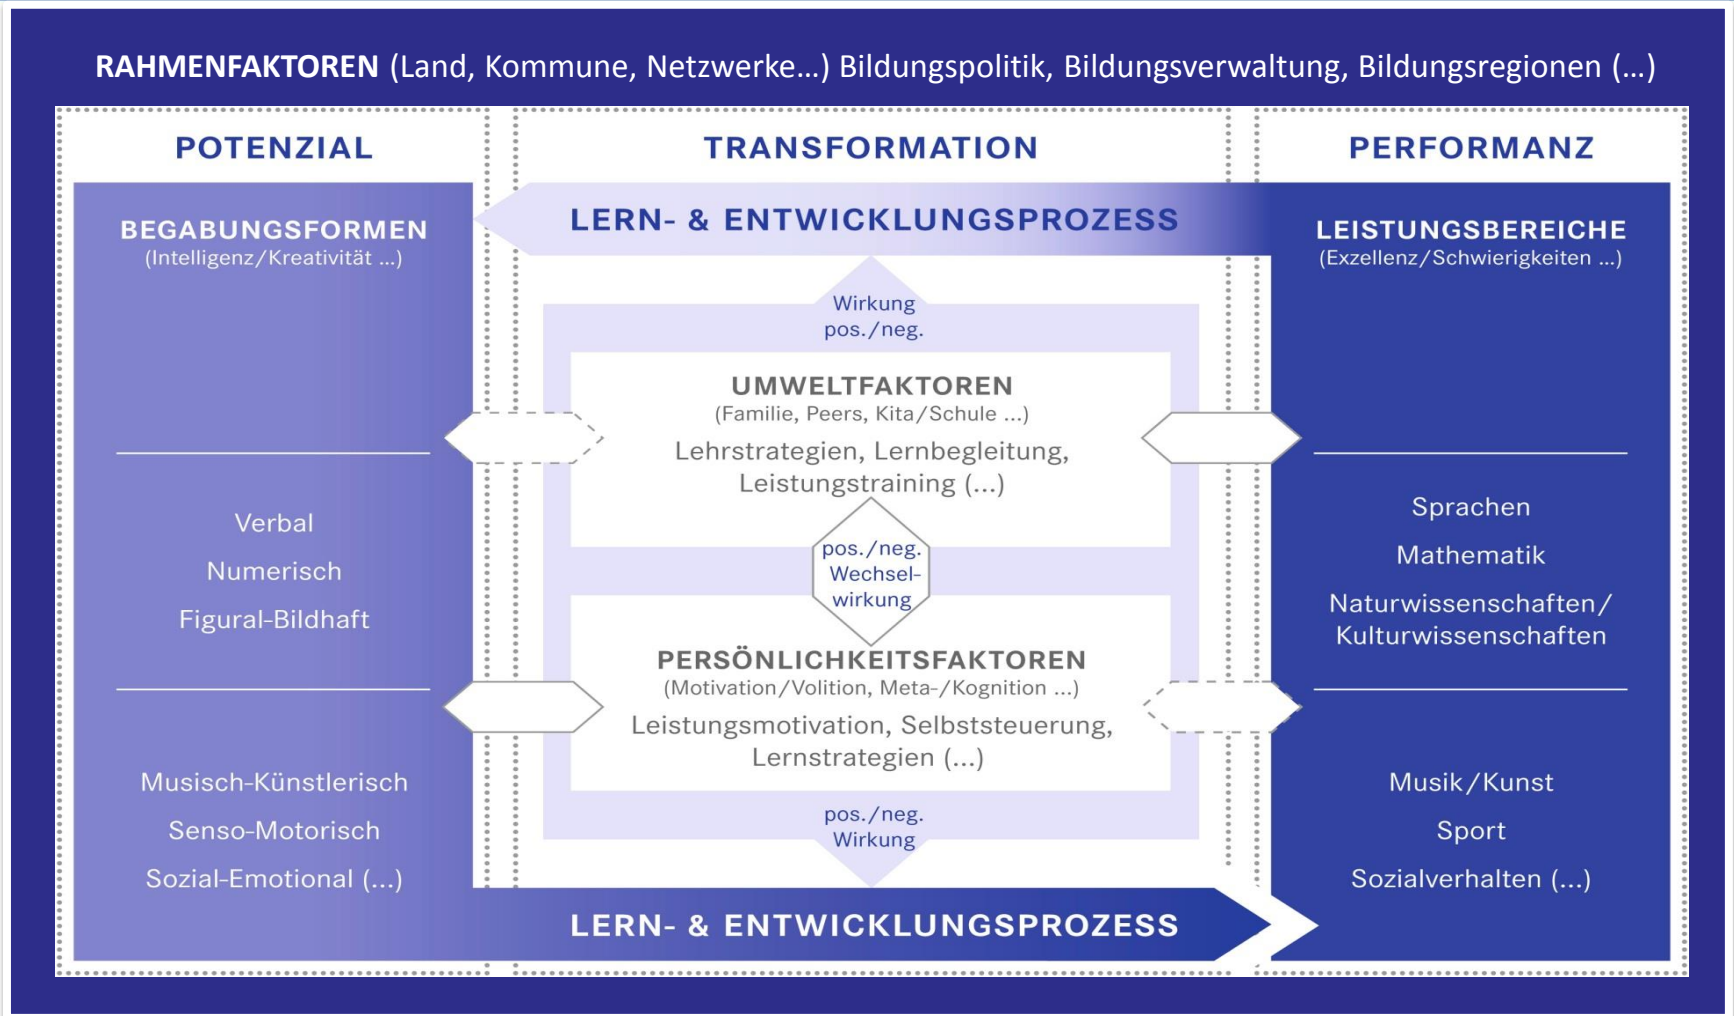 RAHMENFAKTOREN (Land, Kommune, Netzwerke…) Bildungspolitik, Bildungsverwaltung, Bildungsregionen (…)
POTENZIAL
BEGABUNGSFORMEN
(Intelligenz/Kreativität ...)
Verbal
Numerisch
Figural-Bildhaft
Musisch-Künstlerisch
Senso-Motorisch
Sozial-Emotional (...)
TRANSFORMATION
LERN- & ENTWICKLUNGSPROZESS
Wirkung
pos./neg.
UMWELTFAKTOREN
(Familie, Peers, Kita/Schule ...)
Lehrstrategien, Lernbegleitung,
Leistungstraining (...)
pos./neg.
Wechsel-
wirkung
PERSÖNLICHKEITSFAKTOREN
(Motivation/Volition, Meta-/Kognition ...)
Leistungsmotivation, Selbststeuerung,
Lernstrategien (...)
pos./neg.
Wirkung
LERN- & ENTWICKLUNGSPROZESS
PERFORMANZ
LEISTUNGSBEREICHE
(Exzellenz/Schwierigkeiten ...)
Sprachen
Mathematik
Naturwissenschaften/
Kulturwissenschaften
Musik/Kunst
Sport
Sozialverhalten (...)